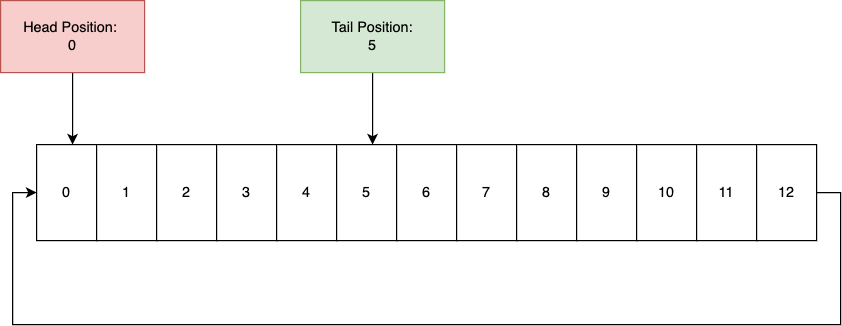 Head Position:
0
Tail Position:
5
0 1 2 3 4 5 6 7 8 9 10 11 12